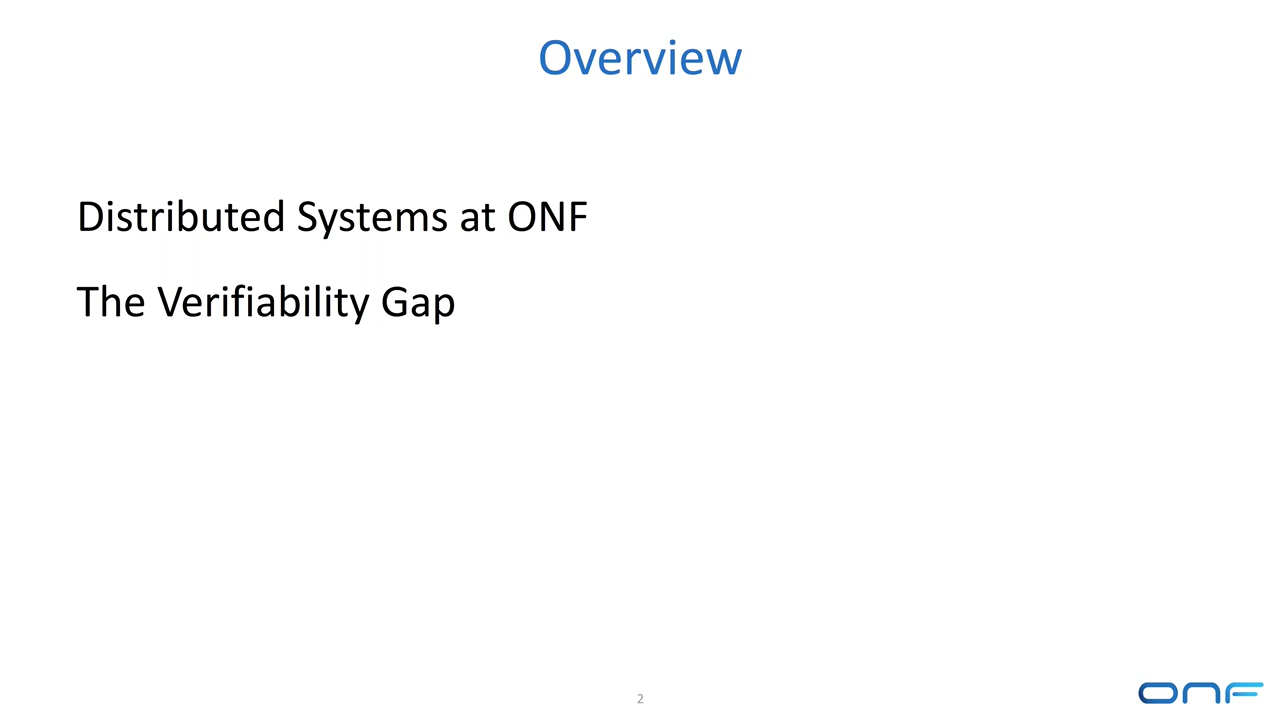 Overview
Distributed Systems at ONF
The Verifiability Gap
2
ONF